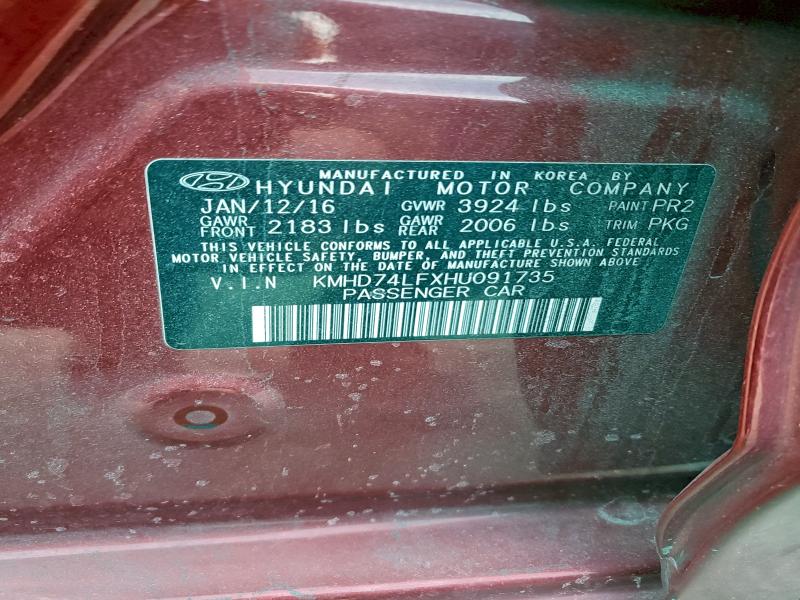 MANUFACTURED IN KOREA BY
HYUNDAI MOTOR COMPANY
JAN/12/16 GVWR 3924 lbs PAINT PR2
GAWR FRONT 2183 lbs GAWR REAR 2006 lbs TRIM PKG
THIS VEHICLE CONFORMS TO ALL APPLICABLE U.S.A. FEDERAL
MOTOR VEHICLE SAFETY, BUMPER, AND THEFT PREVENTION STANDARDS
IN EFFECT ON THE DATE OF MANUFACTURE SHOWN ABOVE
V.I.N KMHD74LFXHU091735
PASSENGER CAR